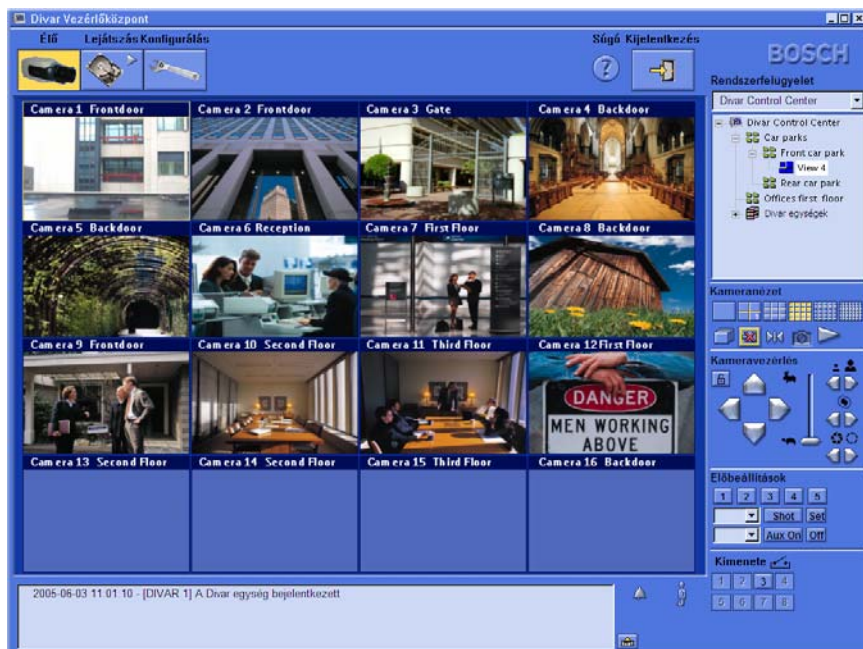 Divar Vezérlőközpont
Élő Lejátszás Konfigurálás Súgó Kijelentkezés
BOSCH
Rendszerfelügyelet
Divar Control Center
Divar Control Center
Car parks
Front car park
View 4
Rear car park
Offices first floor
Divar egységek
Camera 1 Frontdoor
Camera 2 Frontdoor
Camera 3 Gate
Camera 4 Backdoor
Camera 5 Backdoor
Camera 6 Reception
Camera 7 First Floor
Camera 8 Backdoor
Camera 9 Frontdoor
Camera 10 Second Floor
Camera 11 Third Floor
Camera 12 First Floor
DANGER
MEN WORKING
ABOVE
Camera 13 Second Floor
Camera 14 Second Floor
Camera 15 Third Floor
Camera 16 Backdoor
Kameranézet
Kameravezérlés
Előbeállítások
1 2 3 4 5
Shot Set
Aux On Off
Kimenete
1 2 3 4
5 6 7 8
2005-06-03 11:01:10 - [DIVAR 1] A Divar egység bejelentkezett